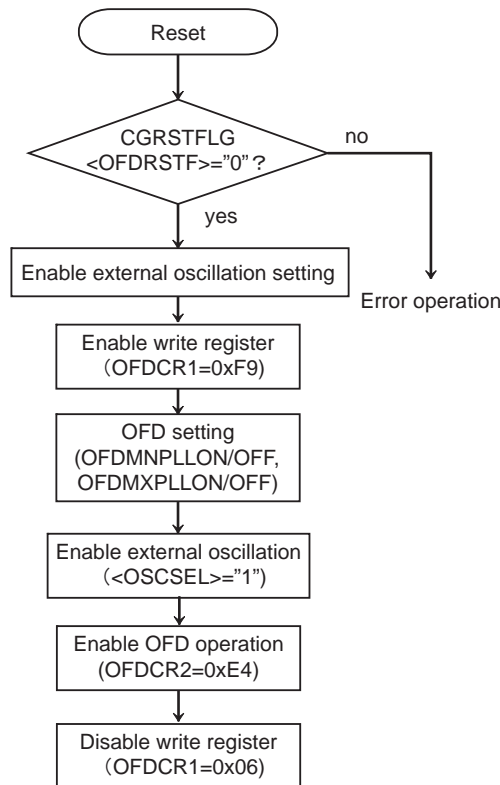 Reset
CGRSTFLG
<OFDRSTF>=”0”?
no
yes
Enable external oscillation setting
Error operation
Enable write register
（OFDCR1=0xF9)
OFD setting
(OFDMNPLLON/OFF,
OFDMXPLLON/OFF)
Enable external oscillation
（<OSCSEL>=”1”)
Enable OFD operation
(OFDCR2=0xE4)
Disable write register
（OFDCR1=0x06)